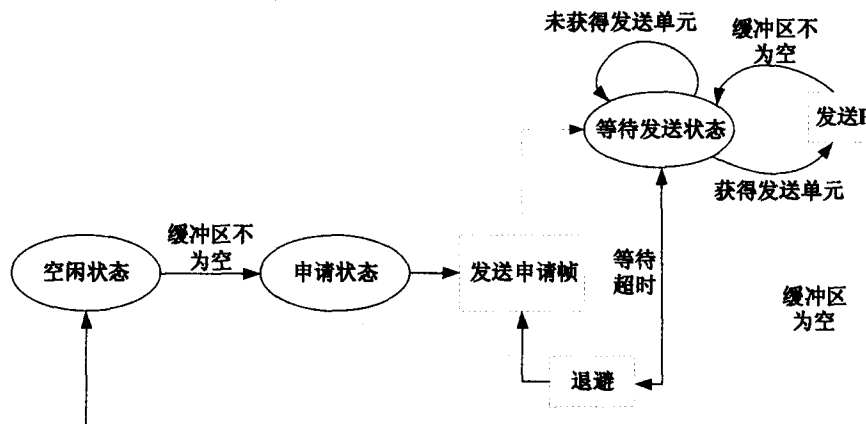 未获得发送单元
缓冲区不
为空
等待发送状态
发送
获得发送单元
缓冲区不
为空
空闲状态
申请状态
发送申请帧
等待
超时
缓冲区
为空
退避